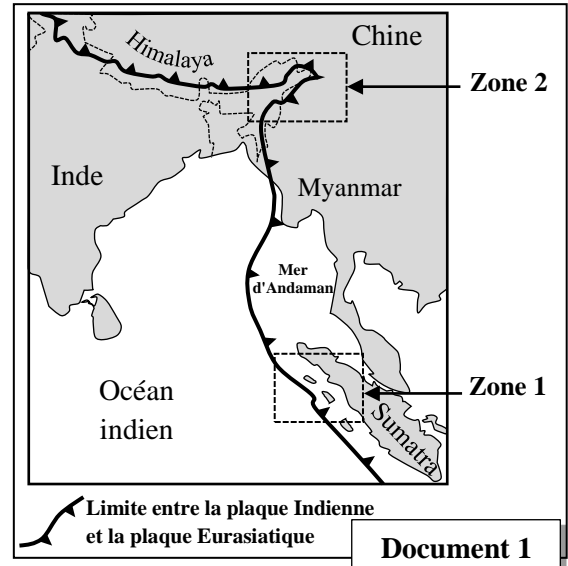 Chine
Himalaya
Zone 2
Inde
Myanmar
Mer
d'Andaman
Océan
indien
Zone 1
Sumatra
Limite entre la plaque Indienne
et la plaque Eurasiatique
Document 1